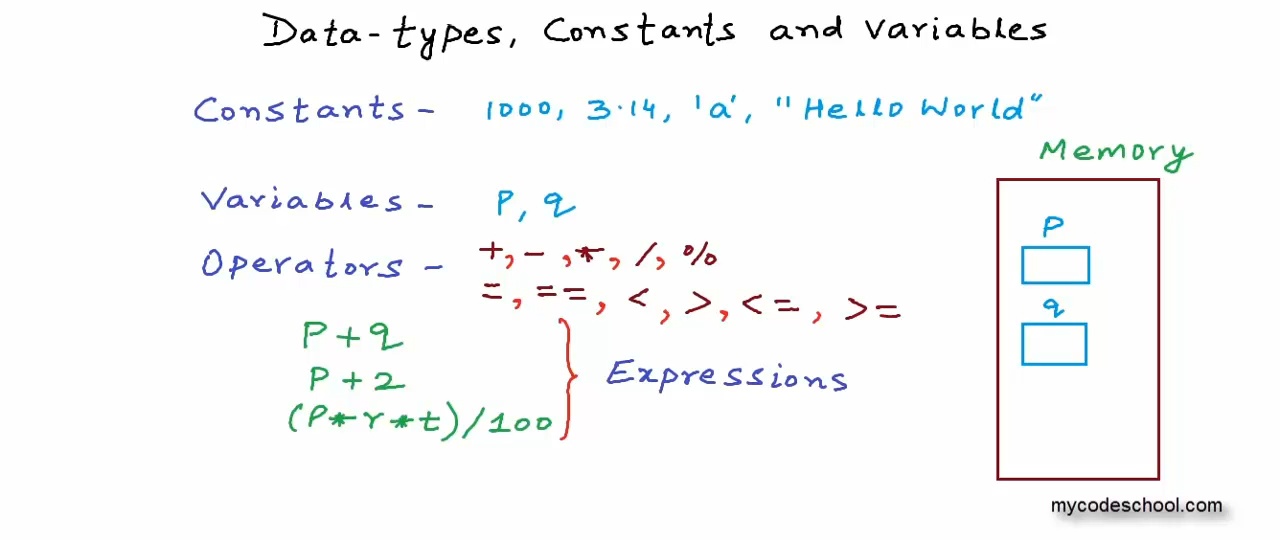 Data-types, Constants and Variables
Constants - 1000, 3.14, 'a', "Hello World"
Memory
Variables - P, q
P
Operators - +, -, *, /, %
=, ==, <, >, <=, >=
q
P + q
P + 2
Expressions
(P*r*t)/100
mycodeschool.com